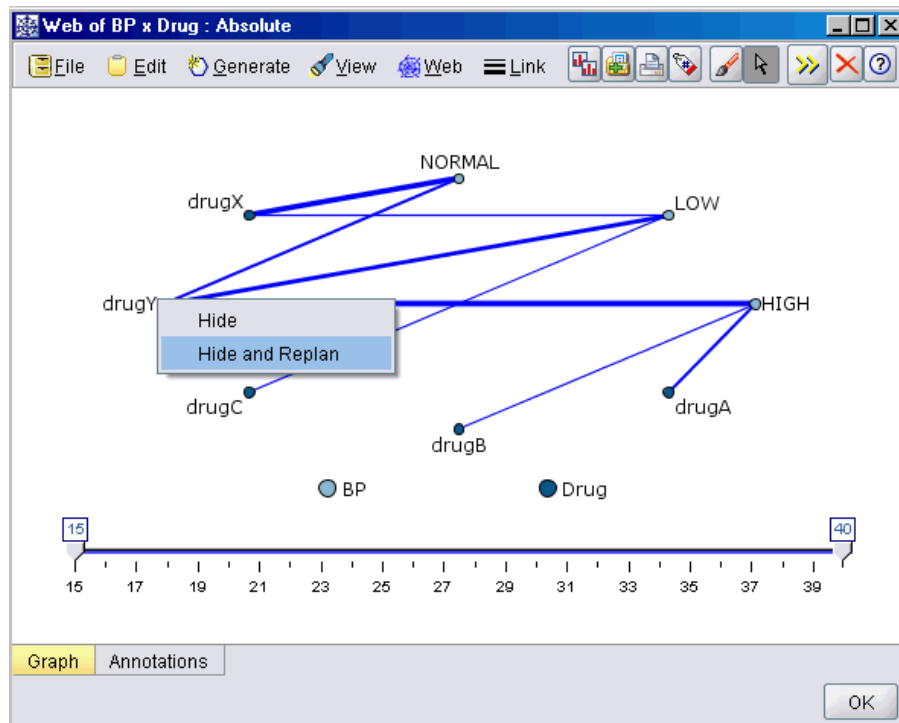 Web of BP x Drug : Absolute
File Edit Generate View Web Link
NORMAL
drugX
LOW
drugY
HIGH
Hide
Hide and Replan
drugC
drugA
drugB
BP Drug
15 40
15 17 19 21 23 25 27 29 31 33 35 37 39
Graph Annotations
OK